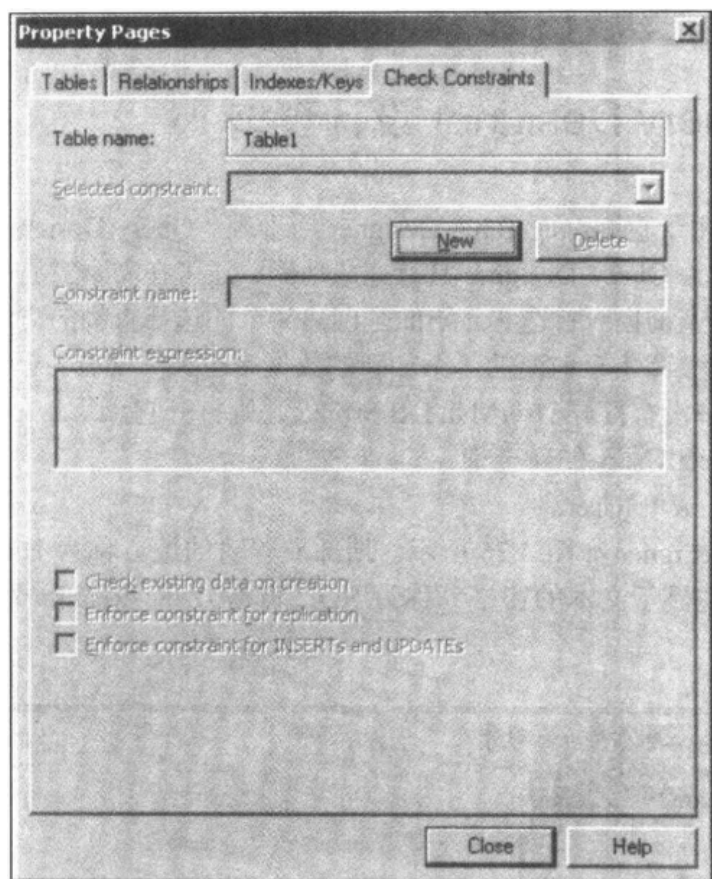 Property Pages
Tables Relationships Indexes/Keys Check Constraints
Table name: Table1
Selected constraint:
New Delete
Constraint name:
Constraint expression:
Check existing data on creation
Enforce constraint for replication
Enforce constraint for INSERTs and UPDATEs
Close Help